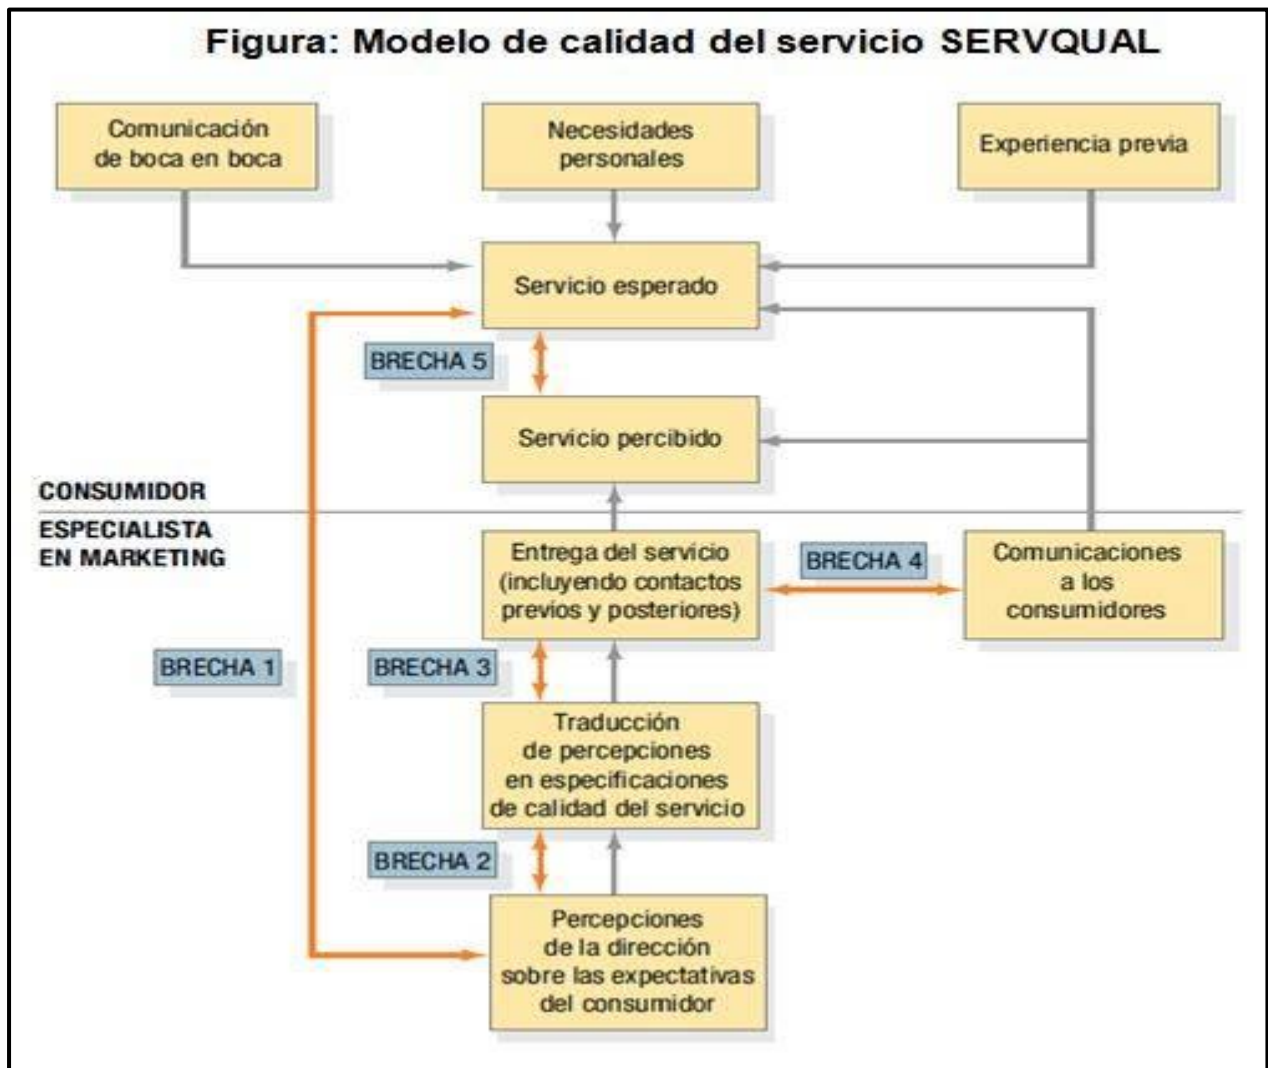 Figura: Modelo de calidad del servicio SERVQUAL
Comunicación
de boca en boca
Necesidades
personales
Experiencia previa
Servicio esperado
BRECHA 5
Servicio percibido
CONSUMIDOR
ESPECIALISTA
EN MARKETING
Entrega del servicio
(incluyendo contactos
previos y posteriores)
BRECHA 4
Comunicaciones
a los
consumidores
BRECHA 1
BRECHA 3
Traducción
de percepciones
en especificaciones
de calidad del servicio
BRECHA 2
Percepciones
de la dirección
sobre las expectativas
del consumidor